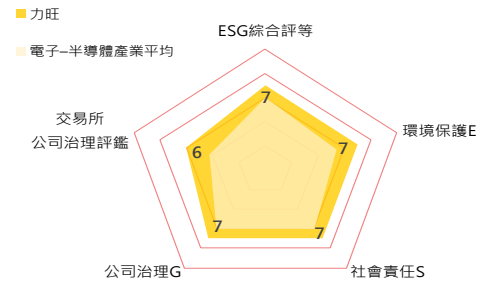 力旺
電子–半導體產業平均
ESG綜合評等
7
環境保護E
7
交易所
公司治理評鑑
6
7
7
公司治理G
社會責任S